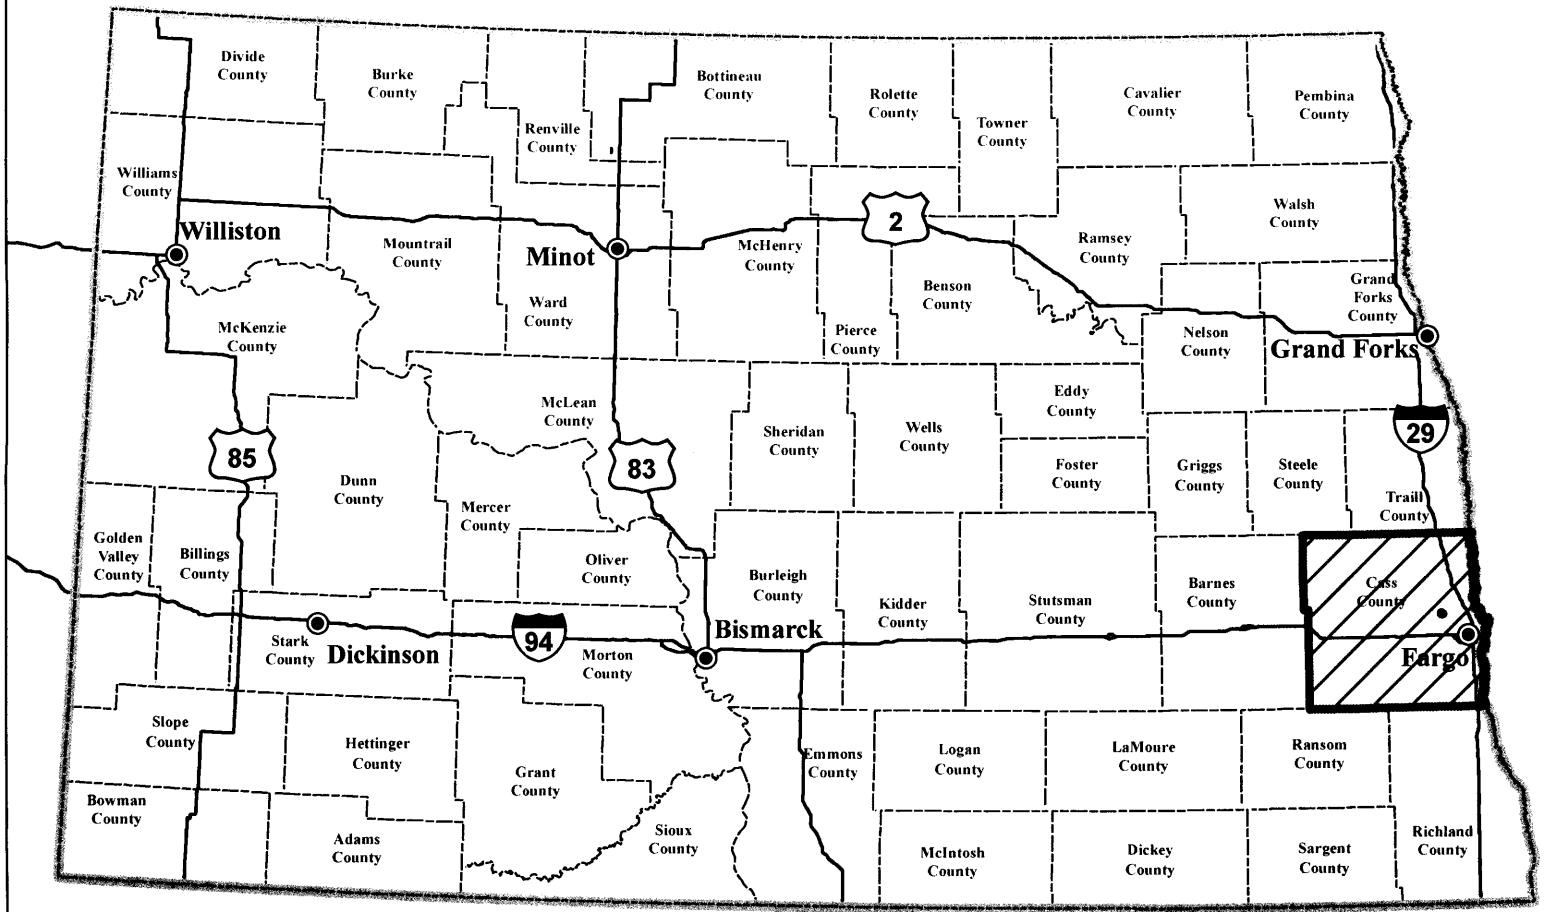 Divide
County
Burke
County
Renville
County
Bottineau
County
Rolette
County
Towner
County
Cavalier
County
Pembina
County
Williams
County
Williston
Mountrail
County
Minot
Ward
County
McHenry
County
2
Pierce
County
Benson
County
Ramsey
County
Walsh
County
Nelson
County
Grand
Forks
County
Grand Forks
McKenzie
County
85
Dunn
County
McLean
County
83
Mercer
County
Oliver
County
Sheridan
County
Wells
County
Eddy
County
Foster
County
Griggs
County
Steele
County
29
Traill
County
Golden
Valley
County
Billings
County
Stark
County
Dickinson
94
Morton
County
Bismarck
Burleigh
County
Kidder
County
Stutsman
County
Barnes
County
Cass
County
Fargo
Slope
County
Hettinger
County
Grant
County
Emmons
County
Logan
County
LaMoure
County
Ransom
County
Bowman
County
Adams
County
Sioux
County
McIntosh
County
Dickey
County
Sargent
County
Richland
County